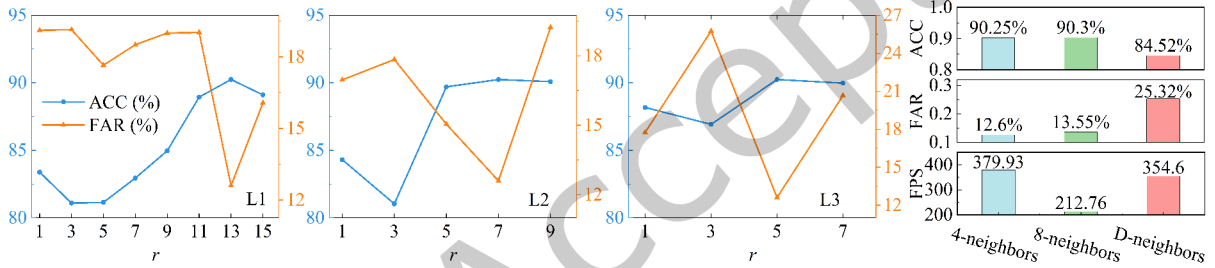 95
90
85
80
18
15
12
ACC (%)
FAR (%)
L1
1 3 5 7 9 11 13 15
r
95
90
85
80
18
15
12
L2
1 3 5 7 9
r
95
90
85
80
27
24
21
18
15
12
L3
1 3 5 7
r
ACC
1.0
0.9
0.8
90.25% 90.3% 84.52%
FAR
0.3
0.2
0.1
12.6% 13.55% 25.32%
FPS
400
300
200
379.93 212.76 354.6
4-neighbors 8-neighbors D-neighbors
Accep